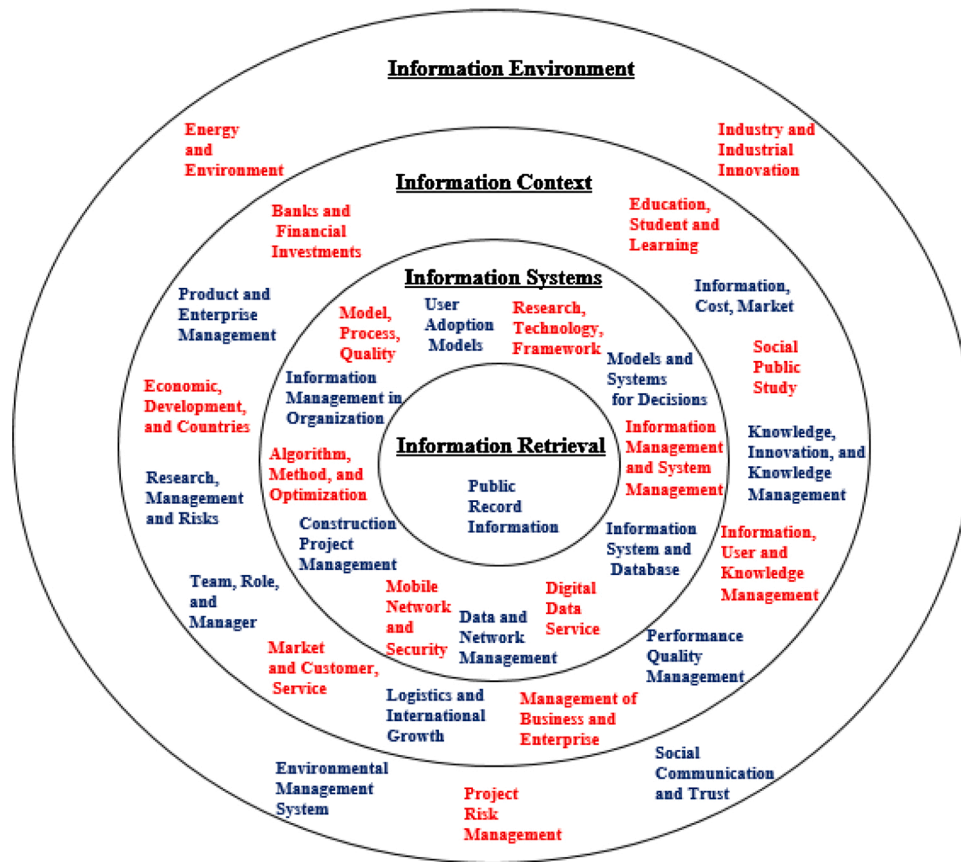 Information Environment
Energy
and
Environment
Industry and
Industrial
Innovation
Information Context
Banks and
Financial
Investments
Education,
Student and
Learning
Product and
Enterprise
Management
Information,
Cost, Market
Economic,
Development,
and Countries
Social
Public
Study
Research,
Management
and Risks
Knowledge,
Innovation, and
Knowledge
Management
Team, Role,
and
Manager
Information,
User and
Knowledge
Management
Market
and Customer,
Service
Performance
Quality
Management
Logistics and
International
Growth
Management of
Business and
Enterprise
Information Systems
Model,
Process,
Quality
User
Adoption
Models
Research,
Technology,
Framework
Information
Management in
Organization
Models and
Systems
for Decisions
Algorithm,
Method, and
Optimization
Information
Management
and System
Management
Construction
Project
Management
Information
System and
Database
Mobile
Network
and
Security
Data and
Network
Management
Digital
Data
Service
Information Retrieval
Public
Record
Information
Environmental
Management
System
Project
Risk
Management
Social
Communication
and Trust